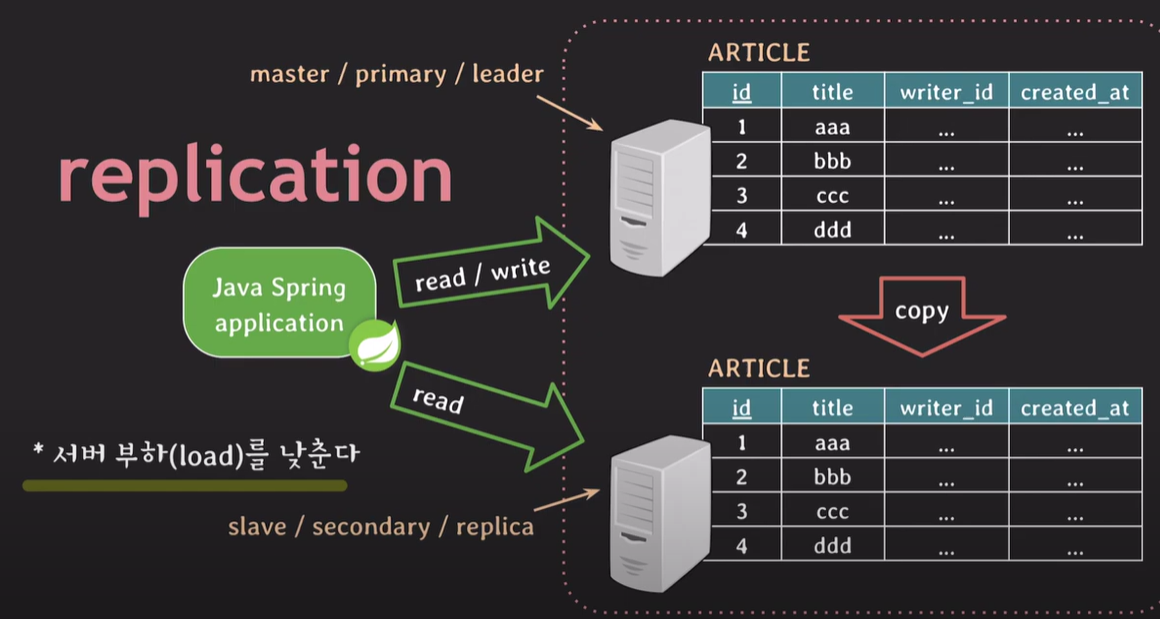 master / primary / leader
replication
Java Spring
application
read / write
read
* 서버 부하(load)를 낮춘다
slave / secondary / replica
ARTICLE
id title writer_id created_at
1 aaa ... ...
2 bbb ... ...
3 ccc ... ...
4 ddd ... ...
copy
ARTICLE
id title writer_id created_at
1 aaa ... ...
2 bbb ... ...
3 ccc ... ...
4 ddd ... ...